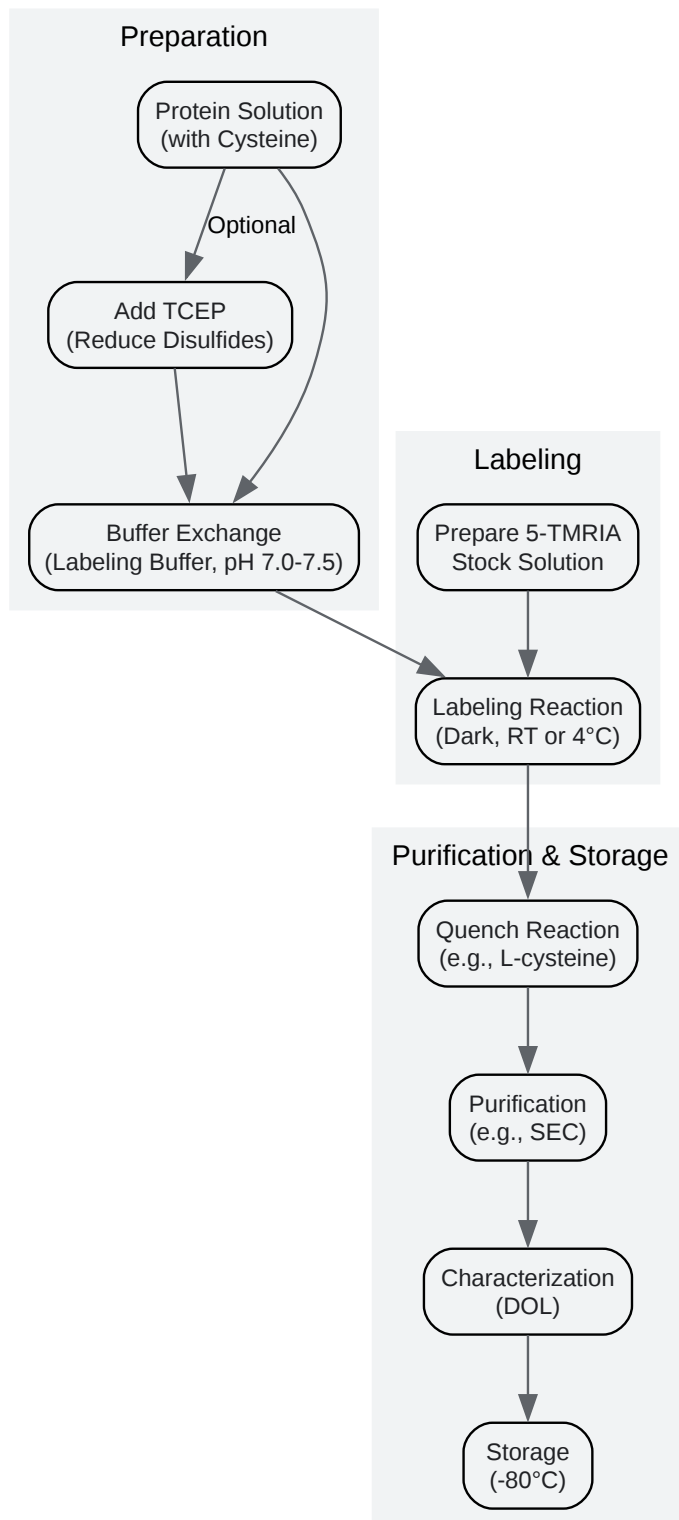 Preparation
Protein Solution
(with Cysteine)
Optional
Add TCEP
(Reduce Disulfides)
Buffer Exchange
(Labeling Buffer, pH 7.0-7.5)
Labeling
Prepare 5-TMRIA
Stock Solution
Labeling Reaction
(Dark, RT or 4°C)
Purification & Storage
Quench Reaction
(e.g., L-cysteine)
Purification
(e.g., SEC)
Characterization
(DOL)
Storage
(-80°C)